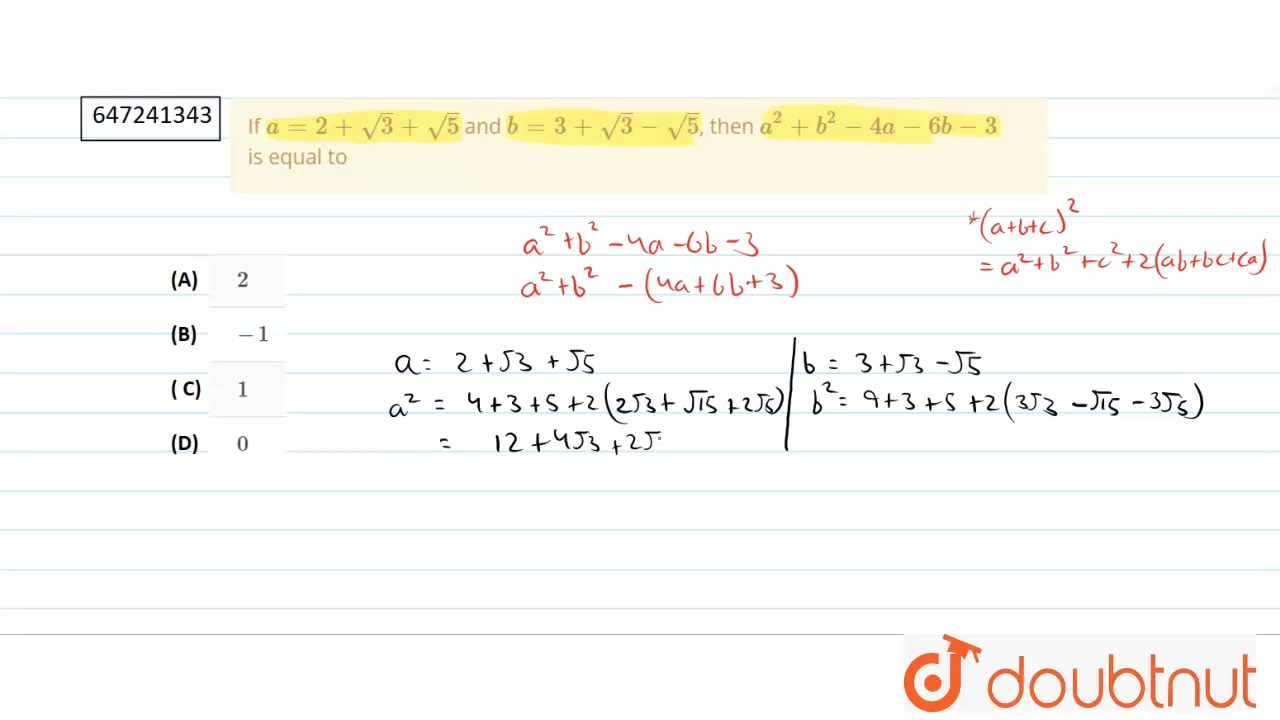 647241343
If a = 2 + √3 + √5 and b = 3 + √3 − √5, then a² + b² − 4a − 6b − 3
is equal to
*(a+b+c)²
= a²+b²+c²+2(ab+bc+ca)
a²+b² −4a −6b −3
a²+b² − (4a+6b+3)
(A) 2
(B) −1
( C) 1
(D) 0
a = 2+√3 +√5
a² = 4+3+5+2(2√3+√15+2√5)
= 12+4√3+2√
b = 3+√3 −√5
b² = 9+3+5+2(3√3 −√15 −3√5)
doubtnut